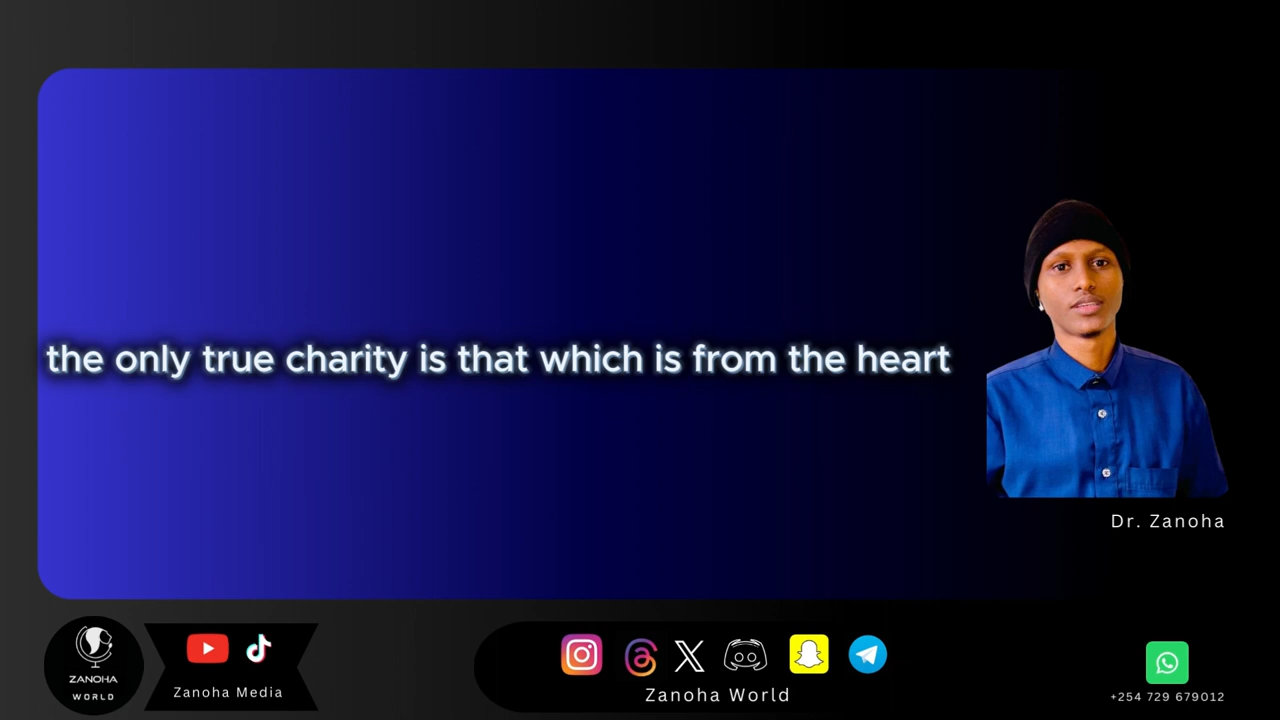 the only true charity is that which is from the heart
Dr. Zanoha
ZANOHA
WORLD
Zanoha Media
Zanoha World
+254 729 679012